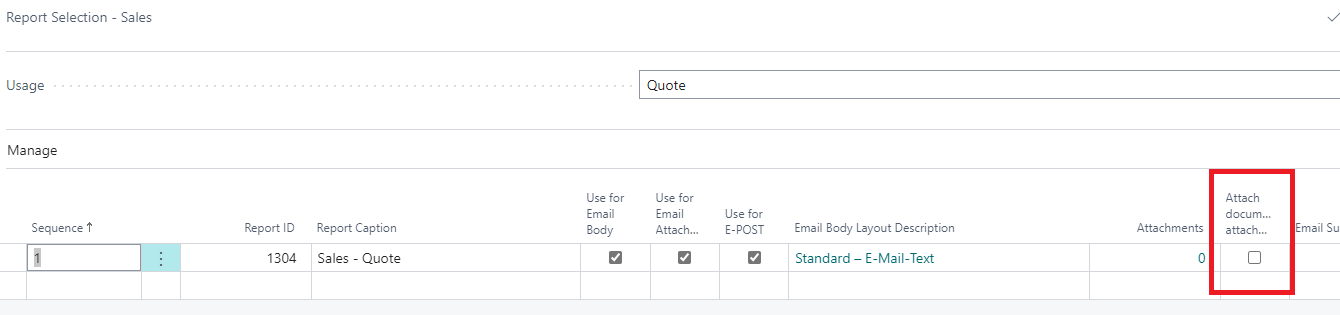 Report Selection - Sales
Usage
Quote
Manage
Sequence ↑
Report ID
Report Caption
Use for
Email
Body
Use for
Email
Attach...
Use for
E-POST
Email Body Layout Description
Attachments
Attach
docum...
attach...
Email Su
1
1304
Sales - Quote
Standard – E-Mail-Text
0